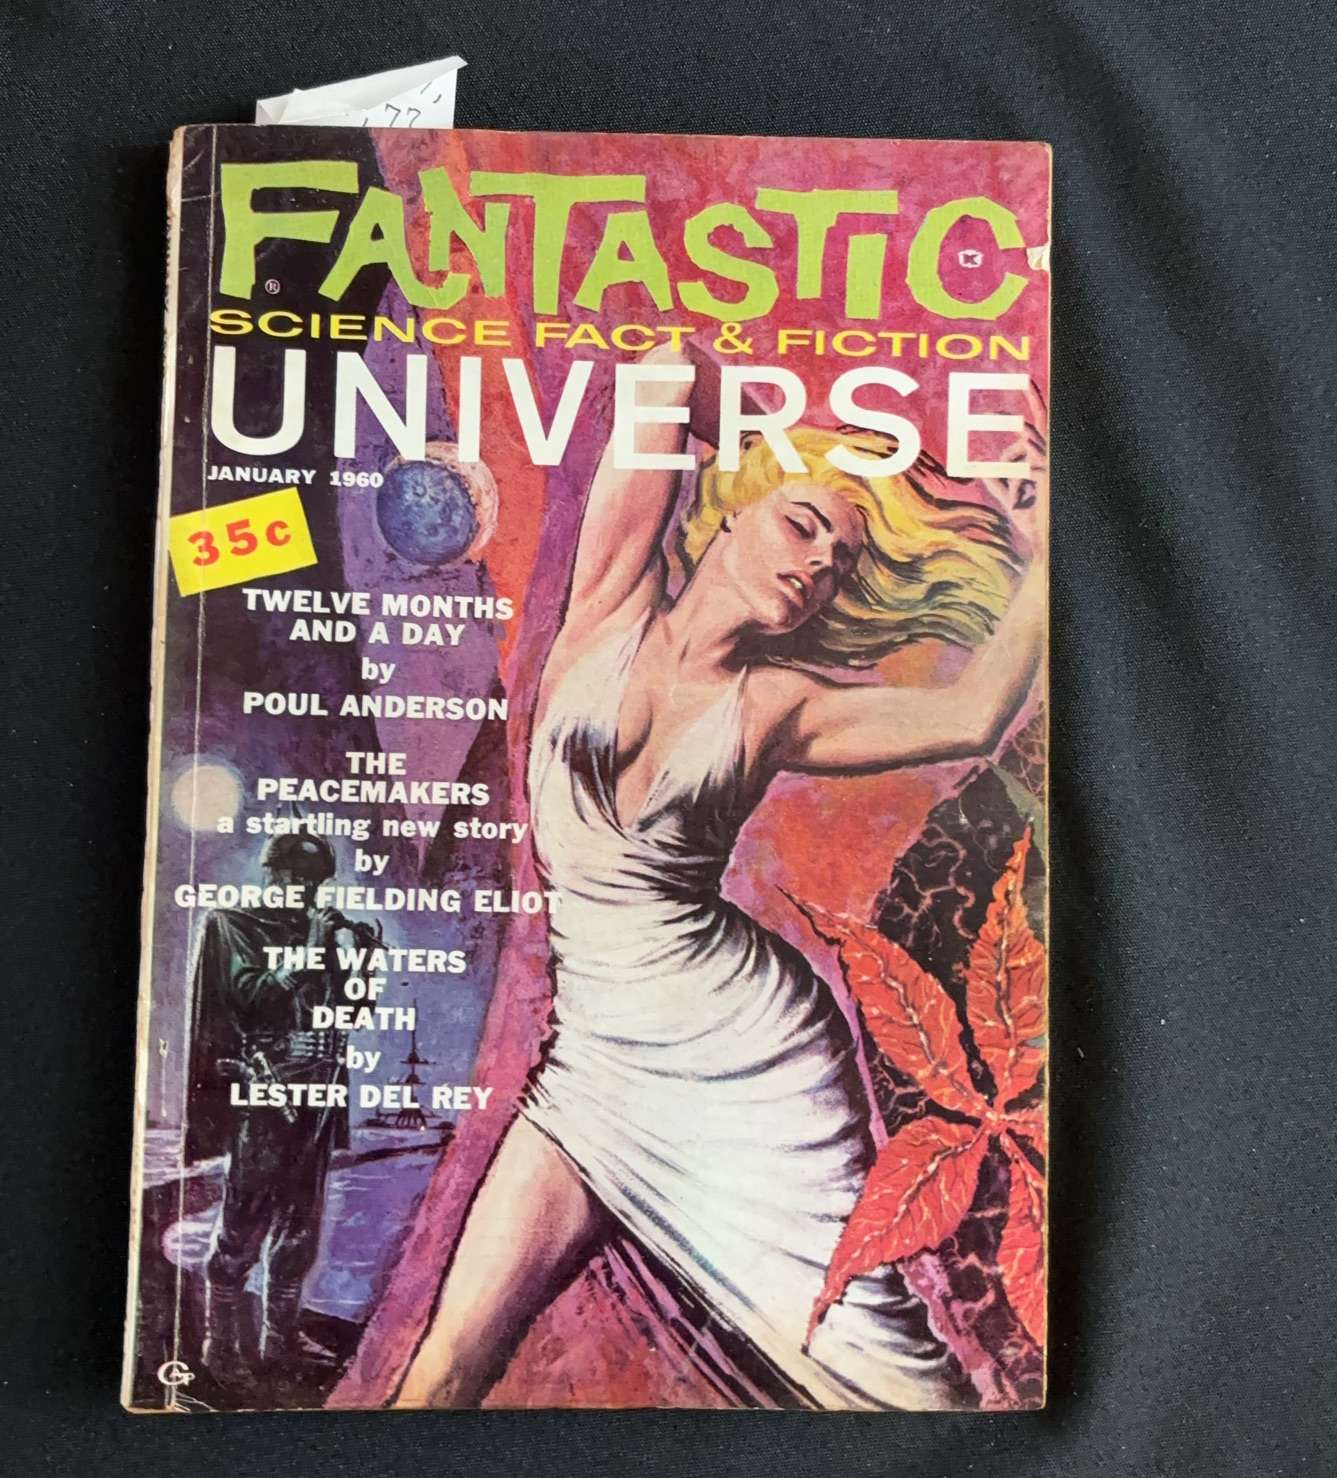 77
FANTASTIC
®
K
SCIENCE FACT & FICTION
UNIVERSE
JANUARY 1960
35c
TWELVE MONTHS
AND A DAY
by
POUL ANDERSON
THE
PEACEMAKERS
a startling new story
by
GEORGE FIELDING ELIOT
THE WATERS
OF
DEATH
by
LESTER DEL REY